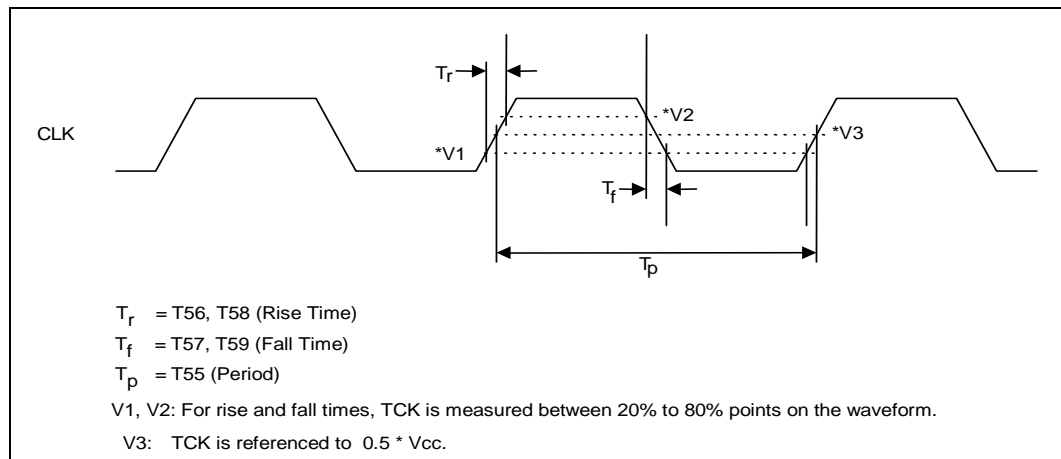 Tr
CLK
*V2
*V3
*V1
Tf
Tp
Tr = T56, T58 (Rise Time)
Tf = T57, T59 (Fall Time)
Tp = T55 (Period)
V1, V2: For rise and fall times, TCK is measured between 20% to 80% points on the waveform.
V3: TCK is referenced to 0.5 * Vcc.